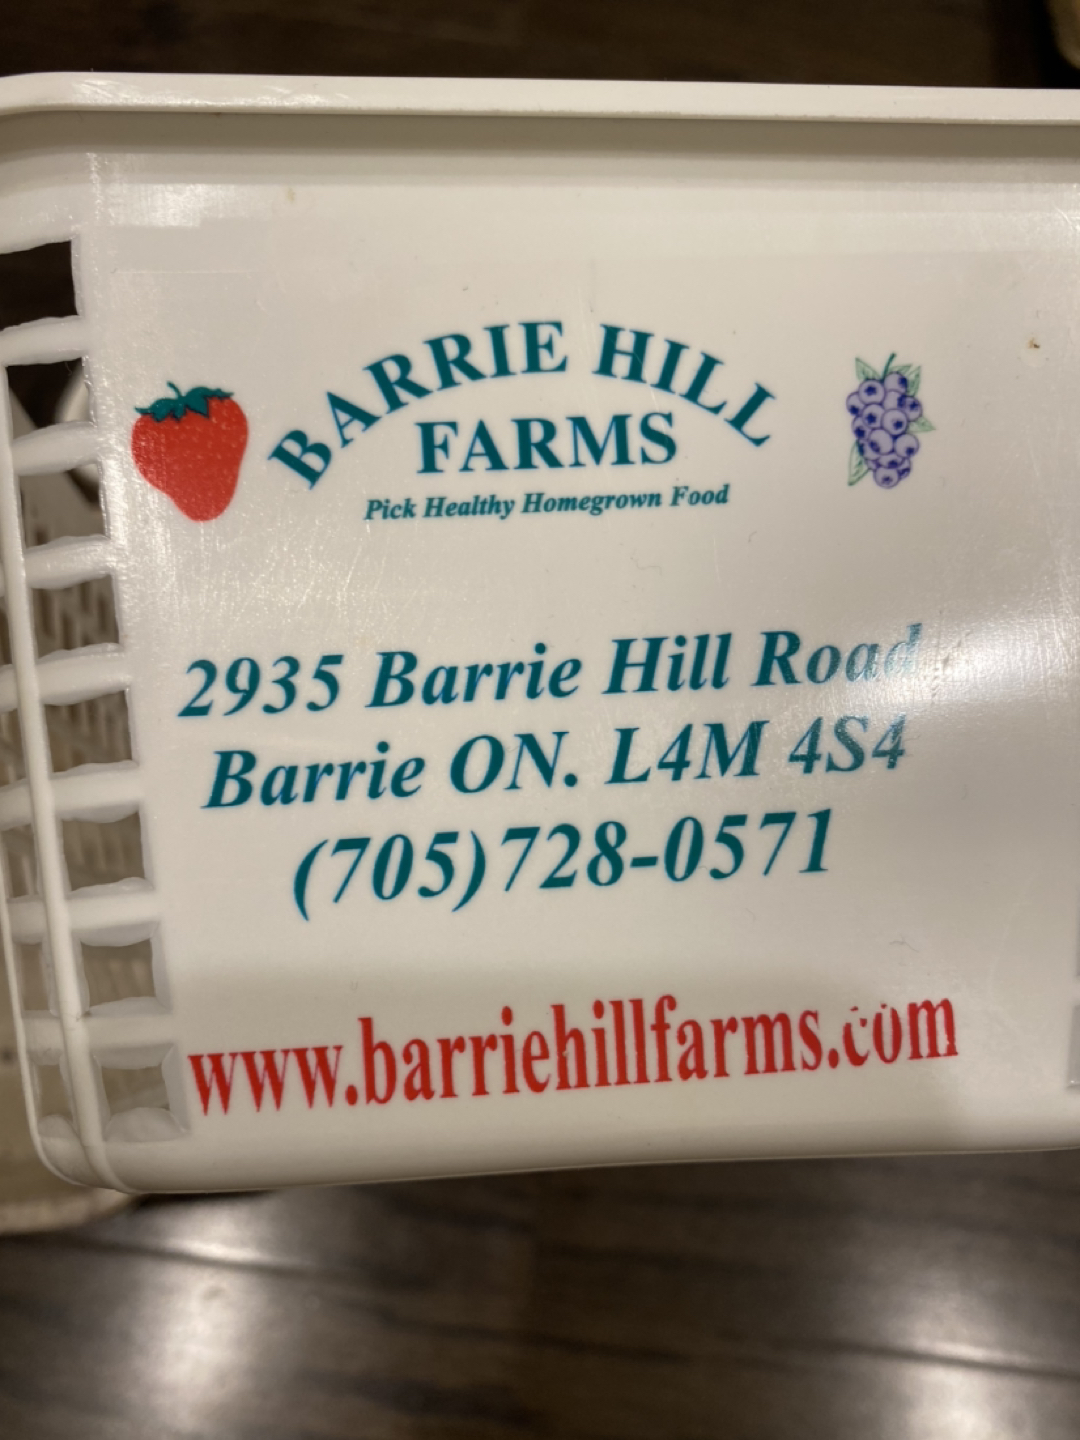 BARRIE HILL
FARMS
Pick Healthy Homegrown Food
2935 Barrie Hill Road
Barrie ON. L4M 4S4
(705)728-0571
www.barriehillfarms.com